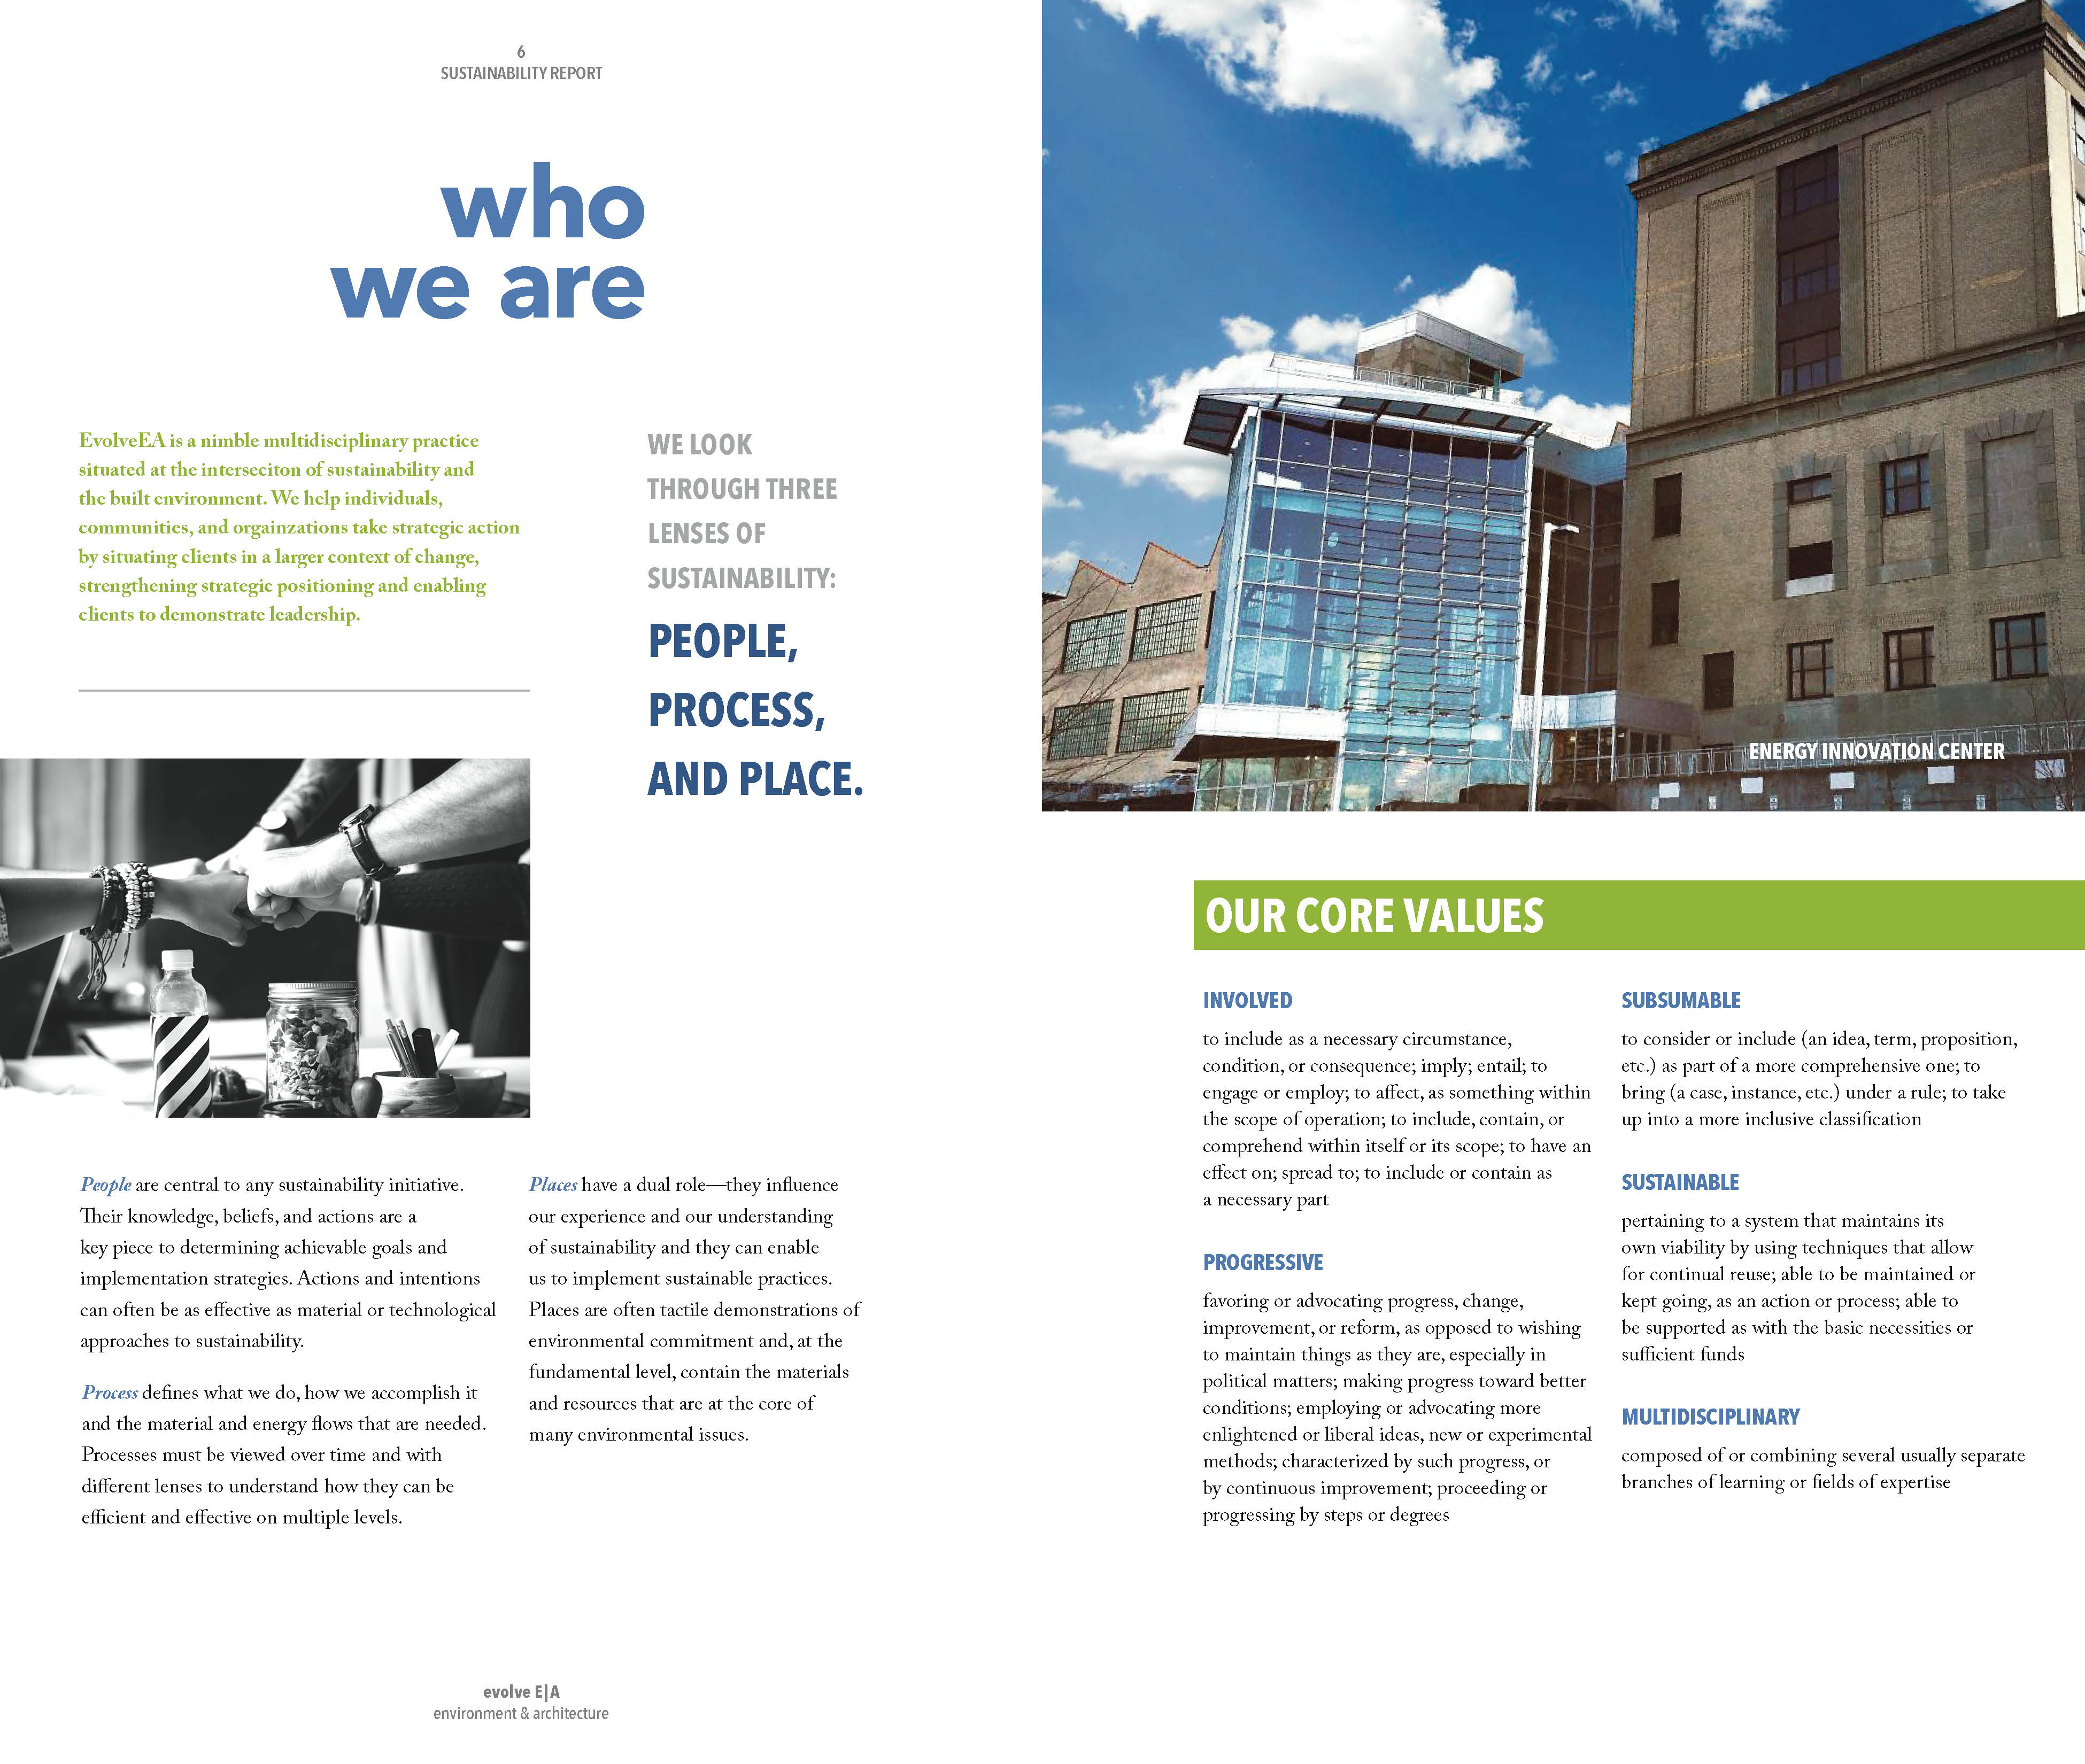 6
SUSTAINABILITY REPORT
who
we are
EvolveEA is a nimble multidisciplinary practice
situated at the interseciton of sustainability and
the built environment. We help individuals,
communities, and orgainzations take strategic action
by situating clients in a larger context of change,
strengthening strategic positioning and enabling
clients to demonstrate leadership.
WE LOOK
THROUGH THREE
LENSES OF
SUSTAINABILITY:
PEOPLE,
PROCESS,
AND PLACE.
People are central to any sustainability initiative.
Their knowledge, beliefs, and actions are a
key piece to determining achievable goals and
implementation strategies. Actions and intentions
can often be as effective as material or technological
approaches to sustainability.
Process defines what we do, how we accomplish it
and the material and energy flows that are needed.
Processes must be viewed over time and with
different lenses to understand how they can be
efficient and effective on multiple levels.
Places have a dual role—they influence
our experience and our understanding
of sustainability and they can enable
us to implement sustainable practices.
Places are often tactile demonstrations of
environmental commitment and, at the
fundamental level, contain the materials
and resources that are at the core of
many environmental issues.
evolve E|A
environment & architecture
ENERGY INNOVATION CENTER
OUR CORE VALUES
INVOLVED
to include as a necessary circumstance,
condition, or consequence; imply; entail; to
engage or employ; to affect, as something within
the scope of operation; to include, contain, or
comprehend within itself or its scope; to have an
effect on; spread to; to include or contain as
a necessary part
PROGRESSIVE
favoring or advocating progress, change,
improvement, or reform, as opposed to wishing
to maintain things as they are, especially in
political matters; making progress toward better
conditions; employing or advocating more
enlightened or liberal ideas, new or experimental
methods; characterized by such progress, or
by continuous improvement; proceeding or
progressing by steps or degrees
SUBSUMABLE
to consider or include (an idea, term, proposition,
etc.) as part of a more comprehensive one; to
bring (a case, instance, etc.) under a rule; to take
up into a more inclusive classification
SUSTAINABLE
pertaining to a system that maintains its
own viability by using techniques that allow
for continual reuse; able to be maintained or
kept going, as an action or process; able to
be supported as with the basic necessities or
sufficient funds
MULTIDISCIPLINARY
composed of or combining several usually separate
branches of learning or fields of expertise